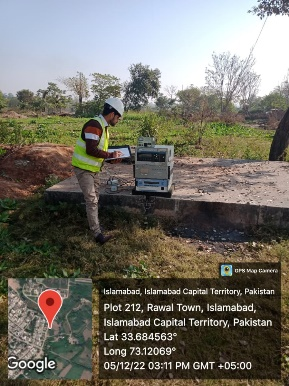 GPS Map Camera
Islamabad, Islamabad Capital Territory, Pakistan
Plot 212, Rawal Town, Islamabad,
Islamabad Capital Territory, Pakistan
Lat 33.684563°
Long 73.12069°
05/12/22 03:11 PM GMT +05:00
Google